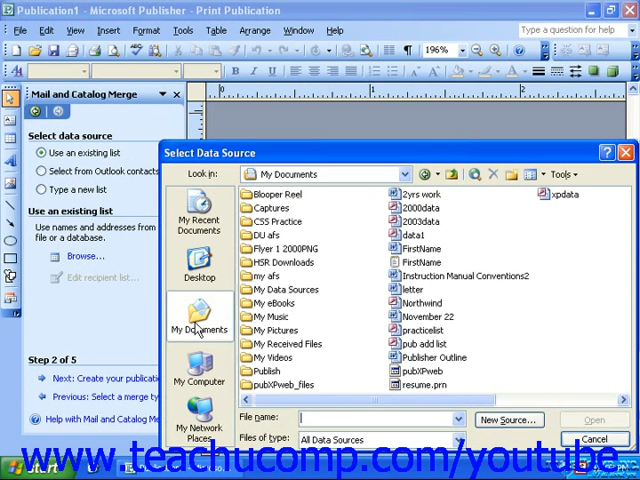 Publication1 - Microsoft Publisher - Print Publication
File Edit View Insert Format Tools Table Arrange Window Help Type a question for help
196%
Mail and Catalog Merge
0 1 2
Select data source
Use an existing list
Select from Outlook contacts
Type a new list
Use an existing list
Use names and addresses from
file or a database.
Browse...
Edit recipient list...
Step 2 of 5
Next: Create your publication
Previous: Select a merge type
Help with Mail and Catalog Merge
Select Data Source
Look in: My Documents Tools
My Recent
Documents
Desktop
My Documents
My Computer
My Network
Places
Blooper Reel
Captures
CSS Practice
DU afs
Flyer 1 2000PNG
HSR Downloads
my afs
My Data Sources
My eBooks
My Music
My Pictures
My Received Files
My Videos
Publish
pubXPweb_files
2yrs work
2000data
2003data
data1
FirstName
FirstName
Instruction Manual Conventions2
letter
Northwind
November 22
practicelist
pub add list
Publisher Outline
pubXPweb
resume.prn
xpdata
File name: New Source... Open
Files of type: All Data Sources Cancel
start
www.teachucomp.com/youtube